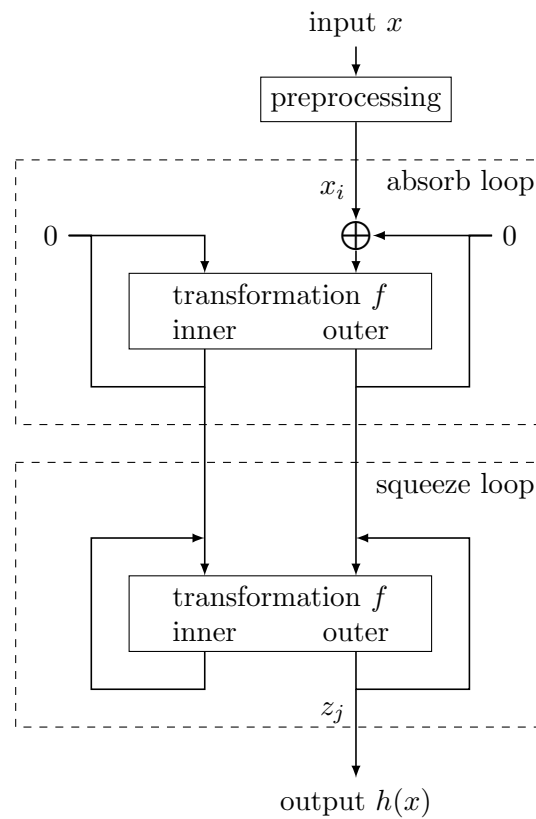 input x
preprocessing
absorb loop
x_i
0
⊕
0
transformation f
inner outer
squeeze loop
transformation f
inner outer
z_j
output h(x)